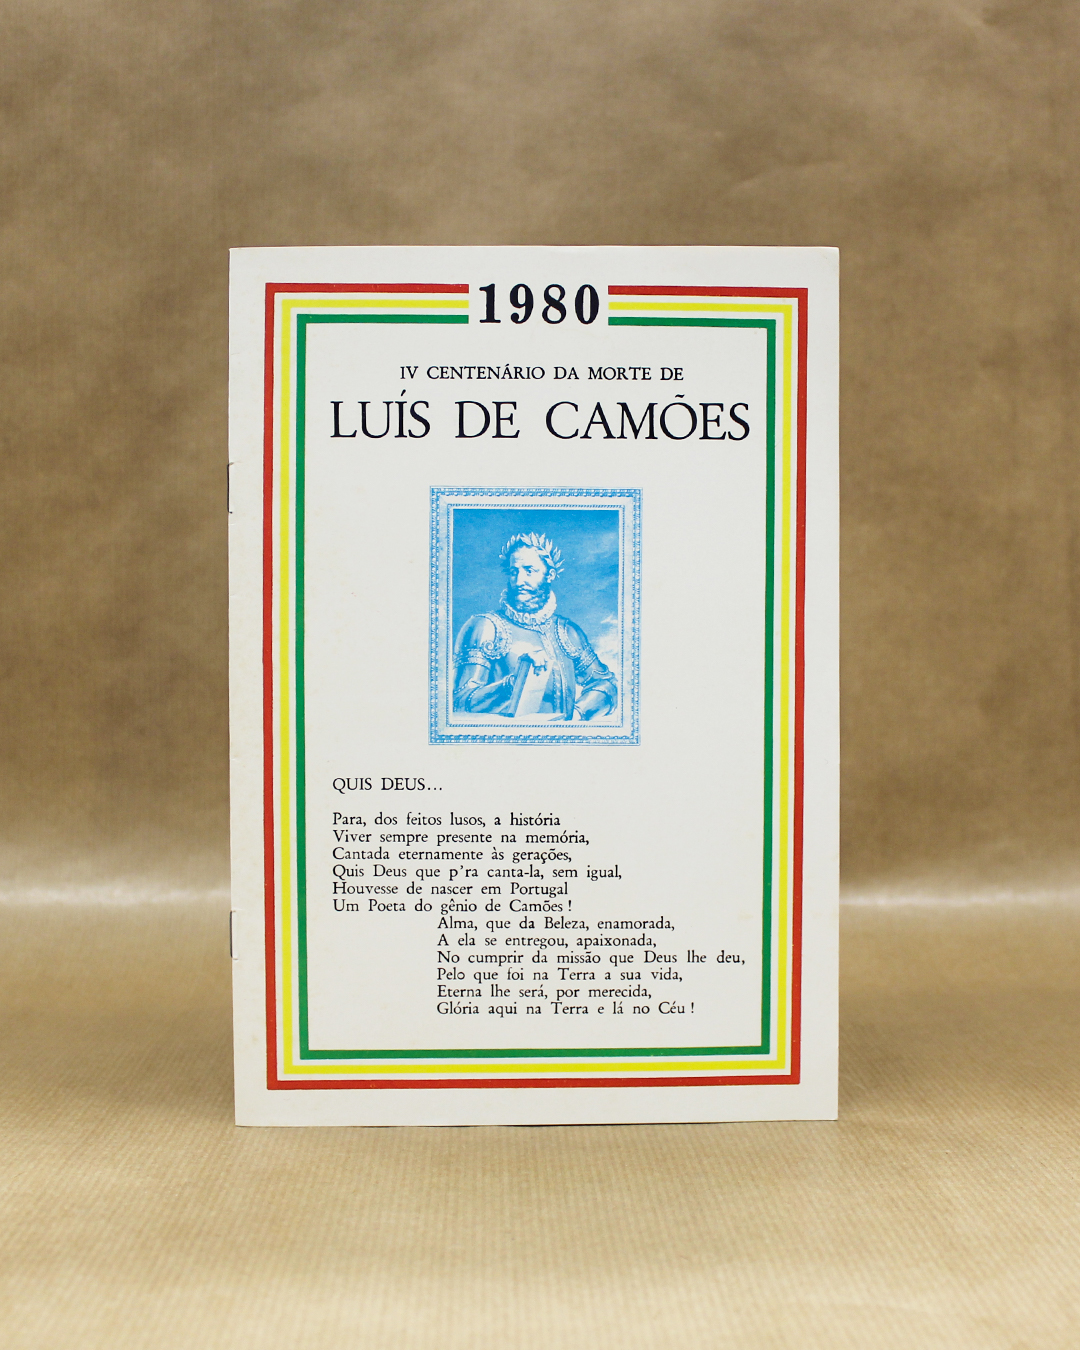 1980
IV CENTENÁRIO DA MORTE DE
LUÍS DE CAMÕES
QUIS DEUS...
Para, dos feitos lusos, a história
Viver sempre presente na memória,
Cantada eternamente às gerações,
Quis Deus que p'ra canta-la, sem igual,
Houvesse de nascer em Portugal
Um Poeta do gênio de Camões !
Alma, que da Beleza, enamorada,
A ela se entregou, apaixonada,
No cumprir da missão que Deus lhe deu,
Pelo que foi na Terra a sua vida,
Eterna lhe será, por merecida,
Glória aqui na Terra e lá no Céu !